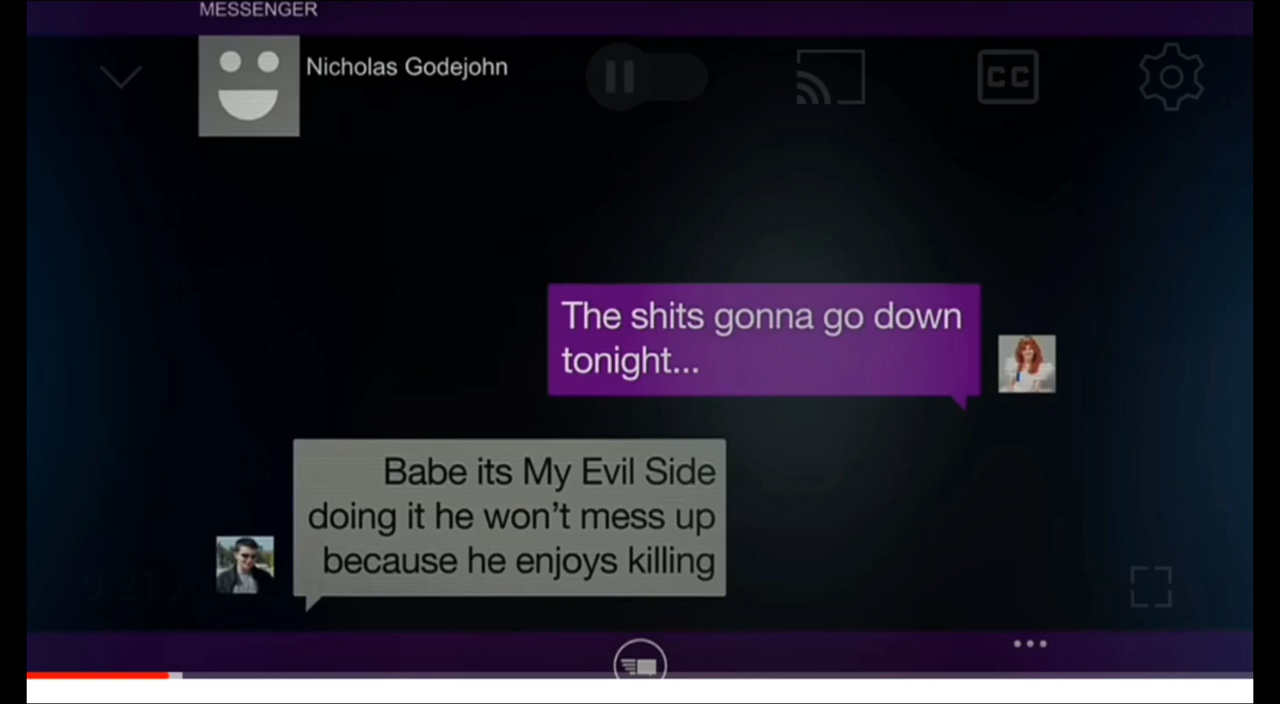 MESSENGER
Nicholas Godejohn
CC
The shits gonna go down
tonight...
Babe its My Evil Side
doing it he won't mess up
because he enjoys killing